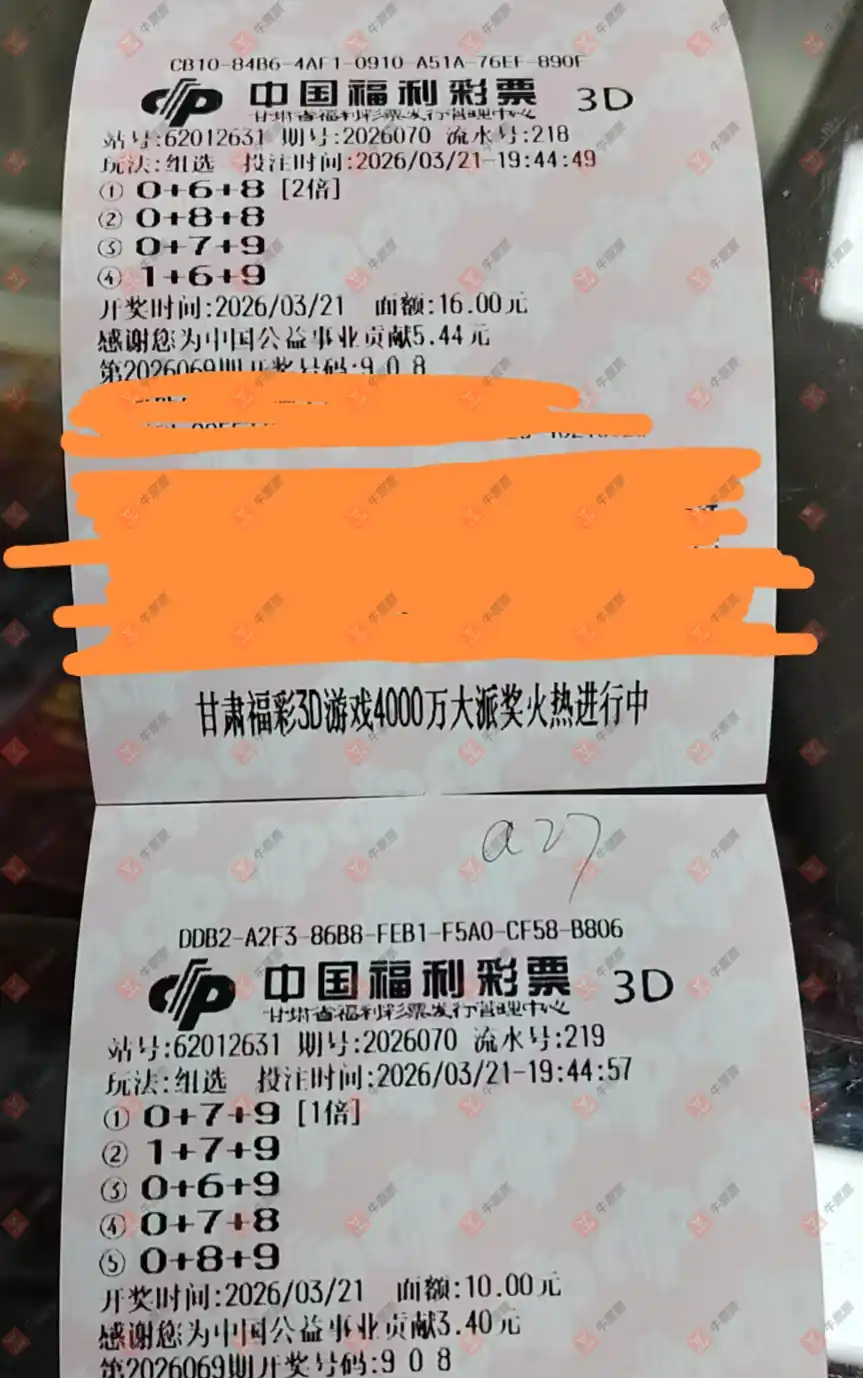 CB10-84B6-4AF1-0910-A51A-76EF-890F
中国福利彩票 3D
甘肃省福利彩票发行管理中心
站号:62012631 期号:2026070 流水号:218
玩法:组选 投注时间:2026/03/21-19:44:49
① 0+6+8 [2倍]
② 0+8+8
③ 0+7+9
④ 1+6+9
开奖时间:2026/03/21 面额:16.00元
感谢您为中国公益事业贡献5.44元
第2026069期开奖号码:9 0 8
甘肃福彩3D游戏4000万大派奖火热进行中
a27
DDB2-A2F3-86B8-FEB1-F5A0-CF58-B806
中国福利彩票 3D
甘肃省福利彩票发行管理中心
站号:62012631 期号:2026070 流水号:219
玩法:组选 投注时间:2026/03/21-19:44:57
① 0+7+9 [1倍]
② 1+7+9
③ 0+6+9
④ 0+7+8
⑤ 0+8+9
开奖时间:2026/03/21 面额:10.00元
感谢您为中国公益事业贡献3.40元
第2026069期开奖号码:9 0 8